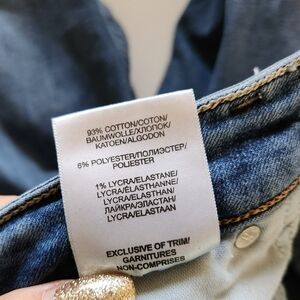 93% COTTON/COTON/
BAUMWOLLE/ХЛОПОК/
KATOEN/ALGODON
6% POLYESTER/ПОЛИЭСТЕР/
POLIESTER
1% LYCRA/ELASTANE/
LYCRA/ELASTHANNE/
LYCRA/ELASTHAN/
ЛАЙКРА/ЭЛАСТАН/
LYCRA/ELASTAAN
EXCLUSIVE OF TRIM/
GARNITURES
NON-COMPRISES